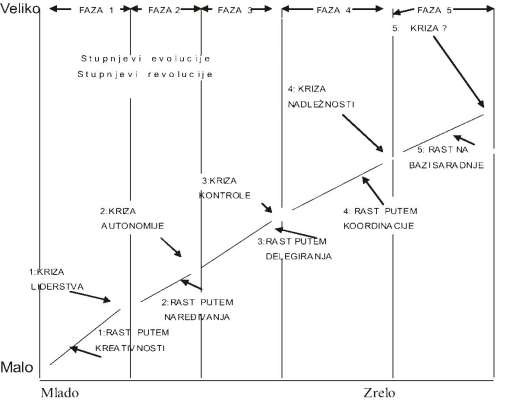 Veliko
FAZA 1
FAZA 2
FAZA 3
FAZA 4
FAZA 5
5 KRIZA ?
Stupnjevi evolucije
Stupnjevi revolucije
4: KRIZA
NADLEŽNOSTI
5: RAST NA
BAZI SARADNJE
3:KRIZA
KONTROLE
2:KRIZA
AUTONOMIJE
4: RAST PUTEM
KOORDINACIJE
3:RAST PUTEM
DELEGIRANJA
1:KRIZA
LIDERSTVA
2:RAST PUTEM
NAREĐIVANJA
1:RAST PUTEM
KREATIVNOSTI
Malo
Mlado
Zrelo